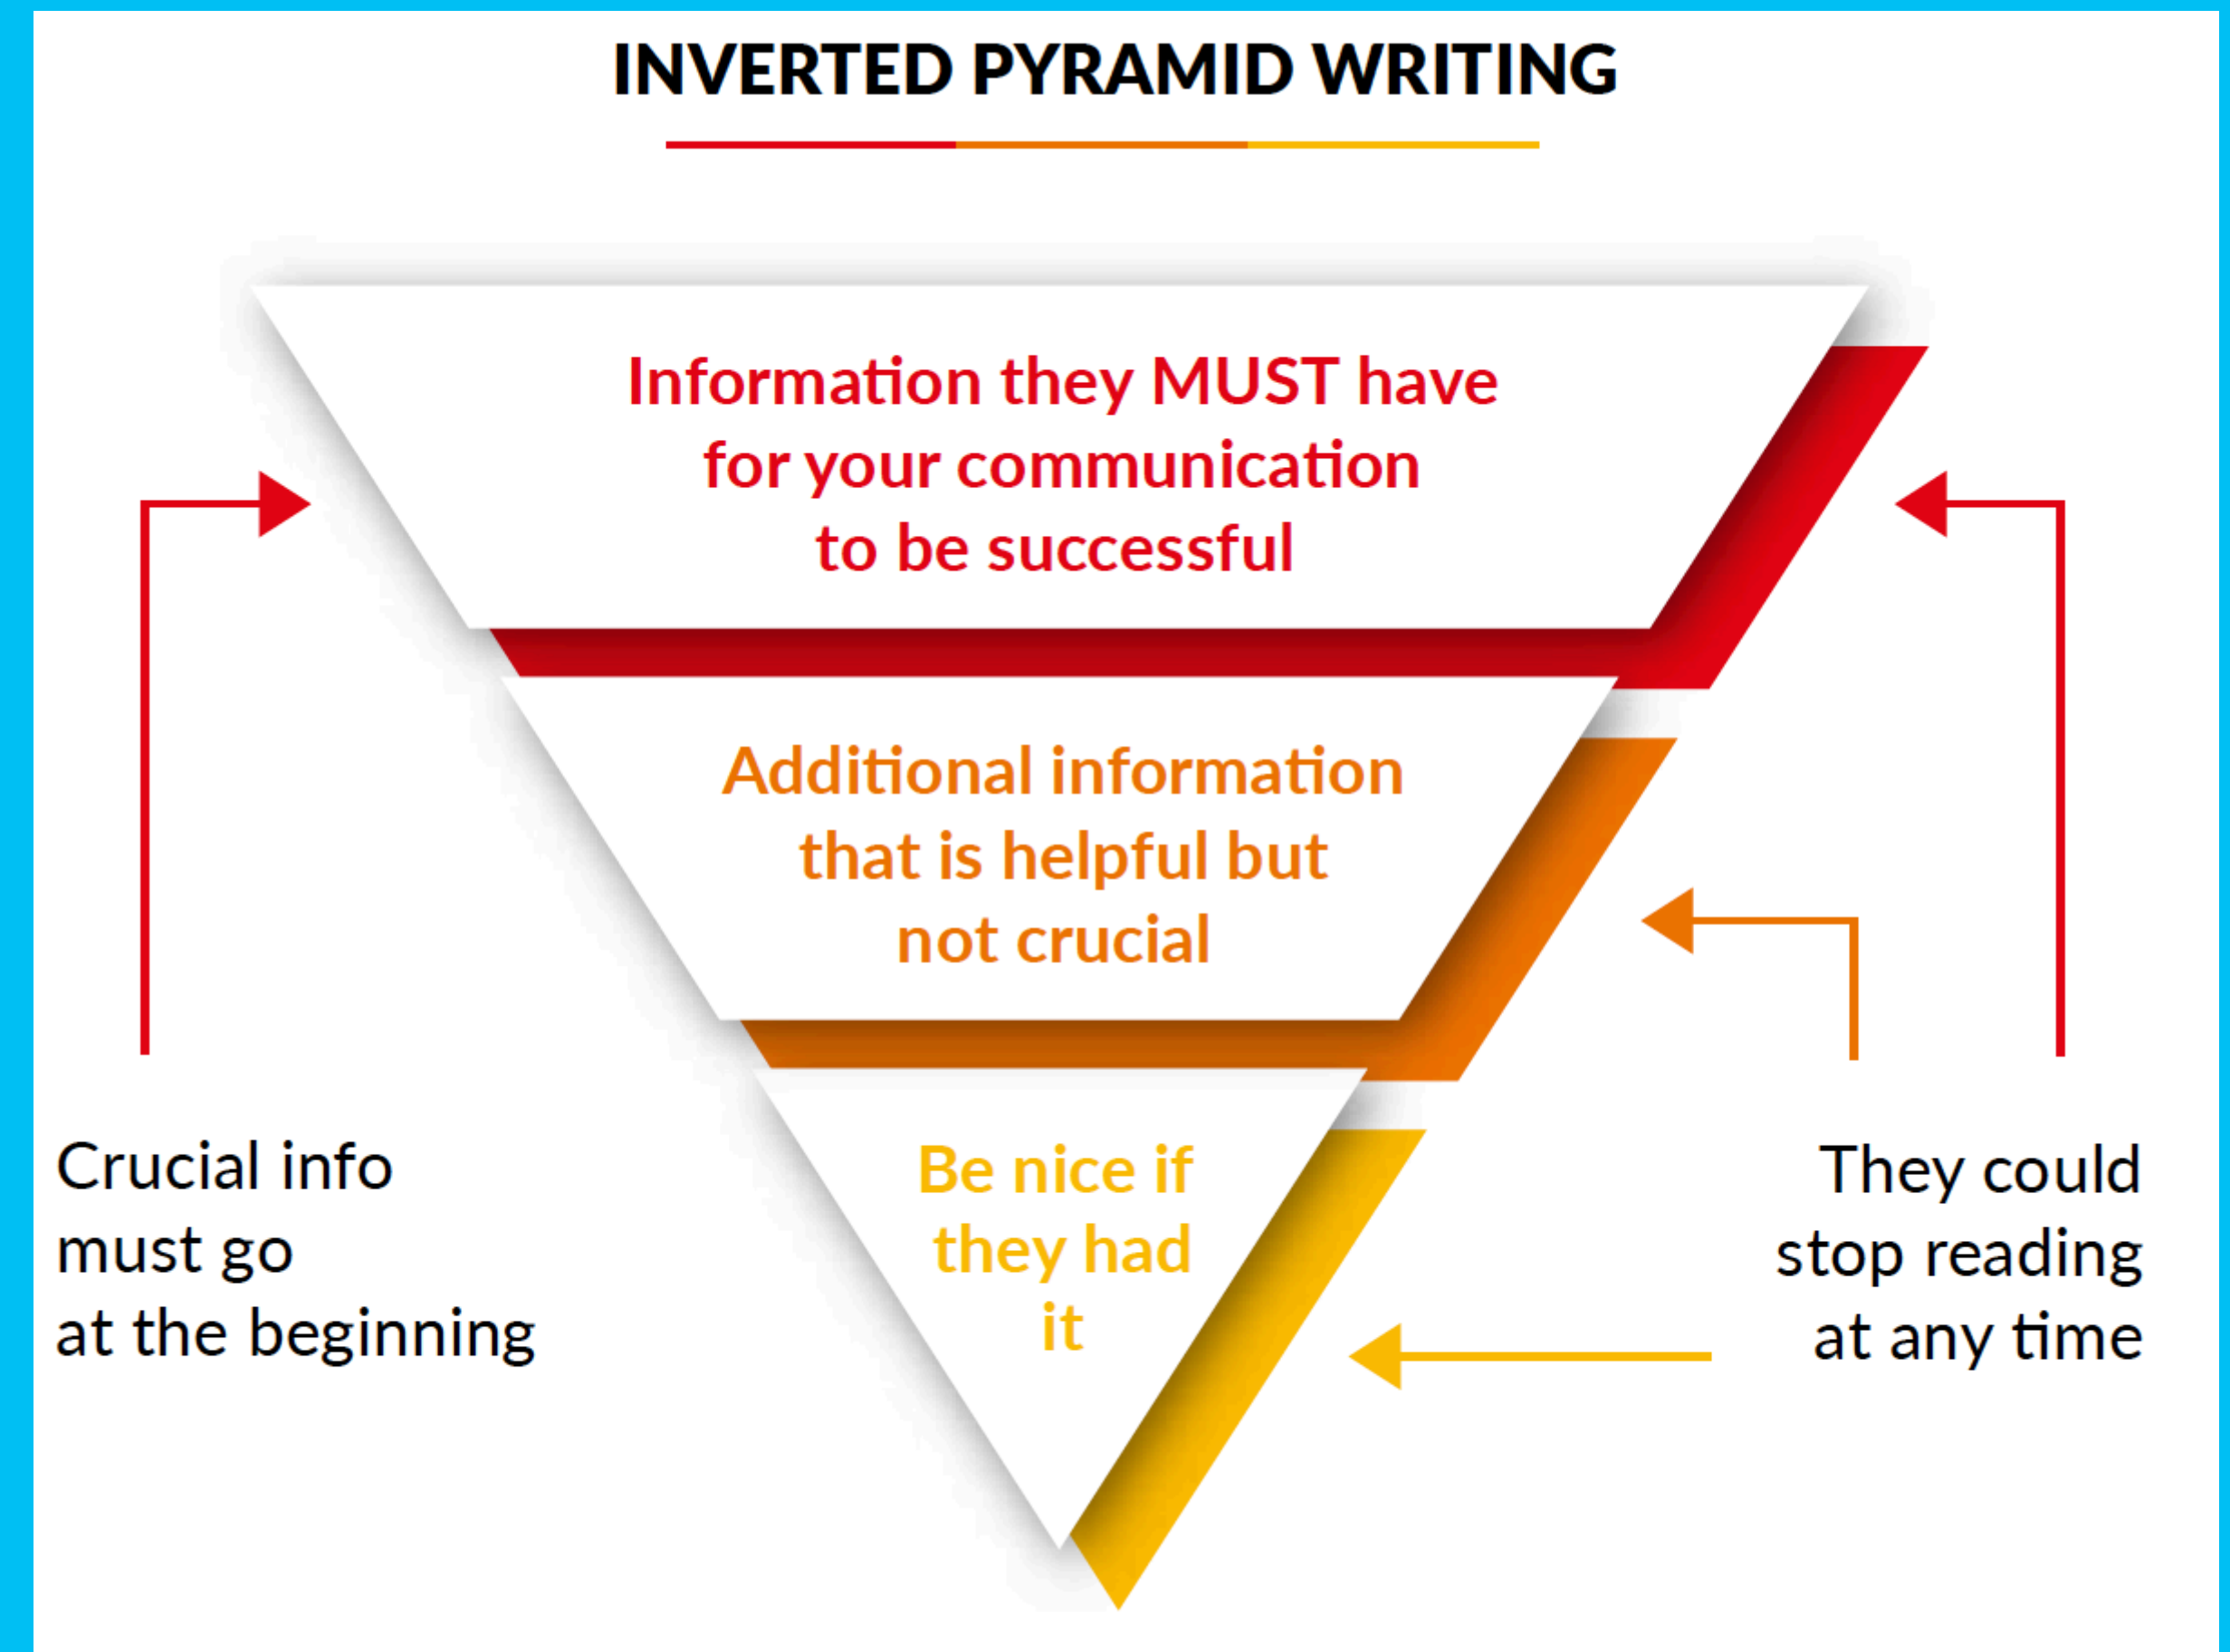 INVERTED PYRAMID WRITING
Information they MUST have
for your communication
to be successful
Additional information
that is helpful but
not crucial
Be nice if
they had
it
Crucial info
must go
at the beginning
They could
stop reading
at any time